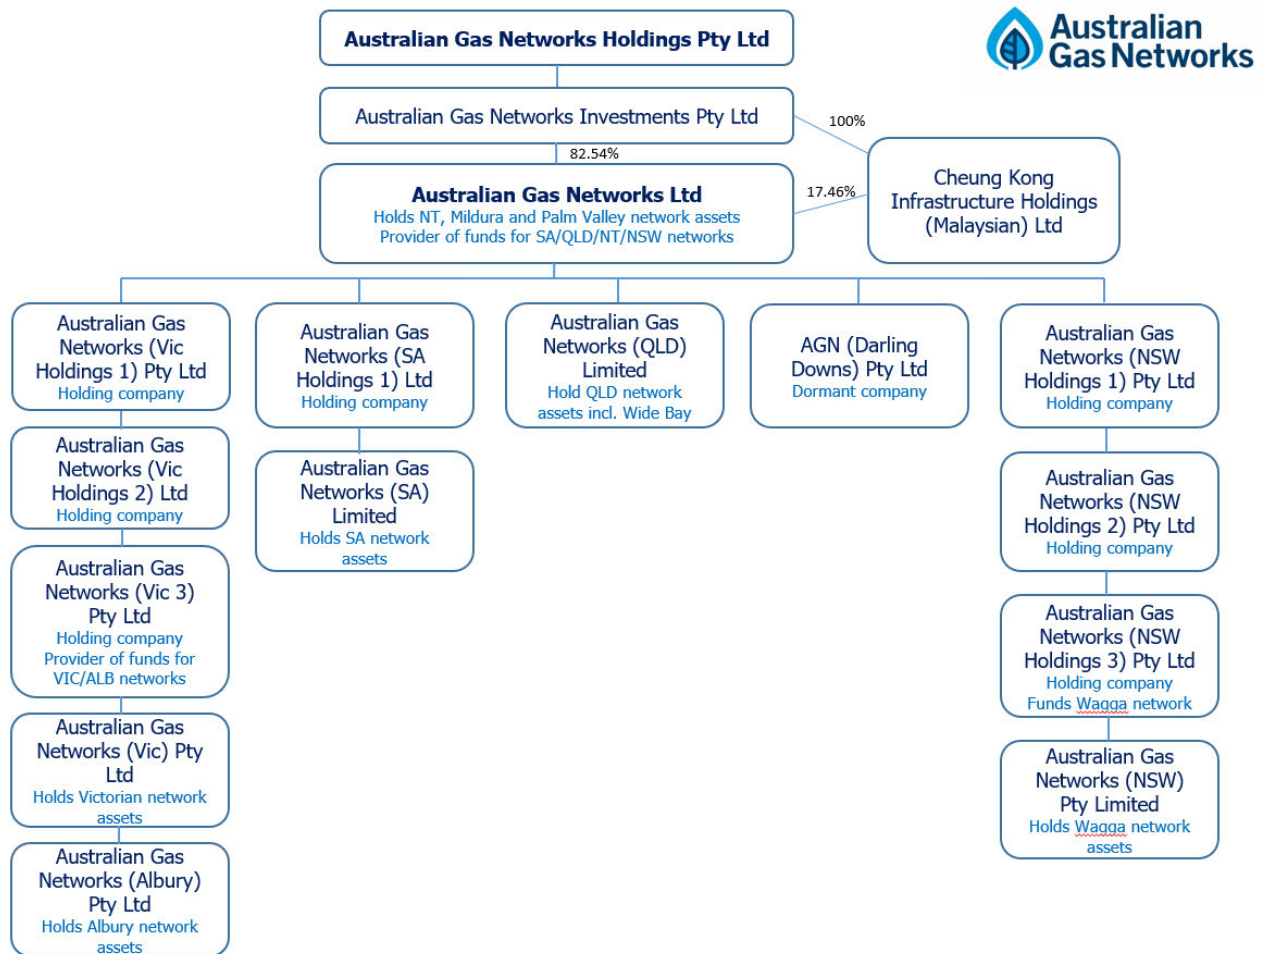 Australian Gas Networks Holdings Pty Ltd
Australian
Gas Networks
Australian Gas Networks Investments Pty Ltd
100%
82.54%
Australian Gas Networks Ltd
Holds NT, Mildura and Palm Valley network assets
Provider of funds for SA/QLD/NT/NSW networks
17.46%
Cheung Kong
Infrastructure Holdings
(Malaysian) Ltd
Australian Gas
Networks (Vic
Holdings 1) Pty Ltd
Holding company
Australian Gas
Networks (SA
Holdings 1) Ltd
Holding company
Australian Gas
Networks (QLD)
Limited
Hold QLD network
assets incl. Wide Bay
AGN (Darling
Downs) Pty Ltd
Dormant company
Australian Gas
Networks (NSW
Holdings 1) Pty Ltd
Holding company
Australian Gas
Networks (Vic
Holdings 2) Ltd
Holding company
Australian Gas
Networks (SA)
Limited
Holds SA network
assets
Australian Gas
Networks (NSW
Holdings 2) Pty Ltd
Holding company
Australian Gas
Networks (Vic 3)
Pty Ltd
Holding company
Provider of funds for
VIC/ALB networks
Australian Gas
Networks (NSW
Holdings 3) Pty Ltd
Holding company
Funds Wagga network
Australian Gas
Networks (Vic) Pty
Ltd
Holds Victorian network
assets
Australian Gas
Networks (NSW)
Pty Limited
Holds Wagga network
assets
Australian Gas
Networks (Albury)
Pty Ltd
Holds Albury network
assets